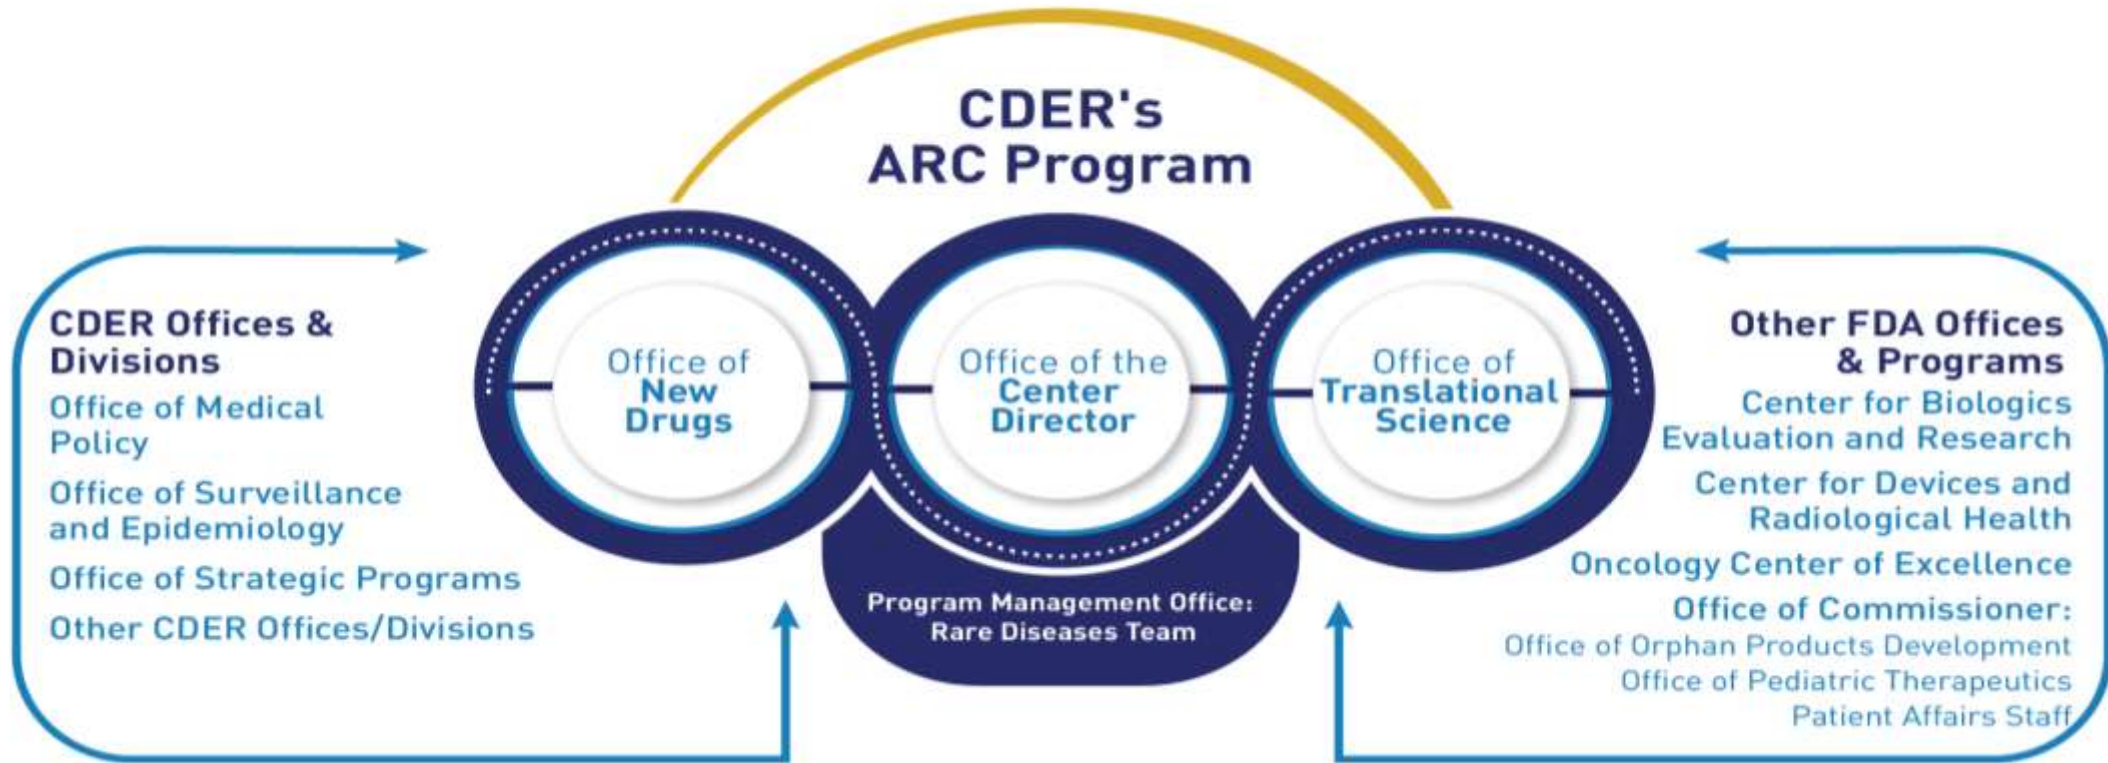 CDER's
ARC Program
CDER Offices &
Divisions
Office of Medical
Policy
Office of Surveillance
and Epidemiology
Office of Strategic Programs
Other CDER Offices/Divisions
Office of
New
Drugs
Office of the
Center
Director
Office of
Translational
Science
Program Management Office:
Rare Diseases Team
Other FDA Offices
& Programs
Center for Biologics
Evaluation and Research
Center for Devices and
Radiological Health
Oncology Center of Excellence
Office of Commissioner:
Office of Orphan Products Development
Office of Pediatric Therapeutics
Patient Affairs Staff